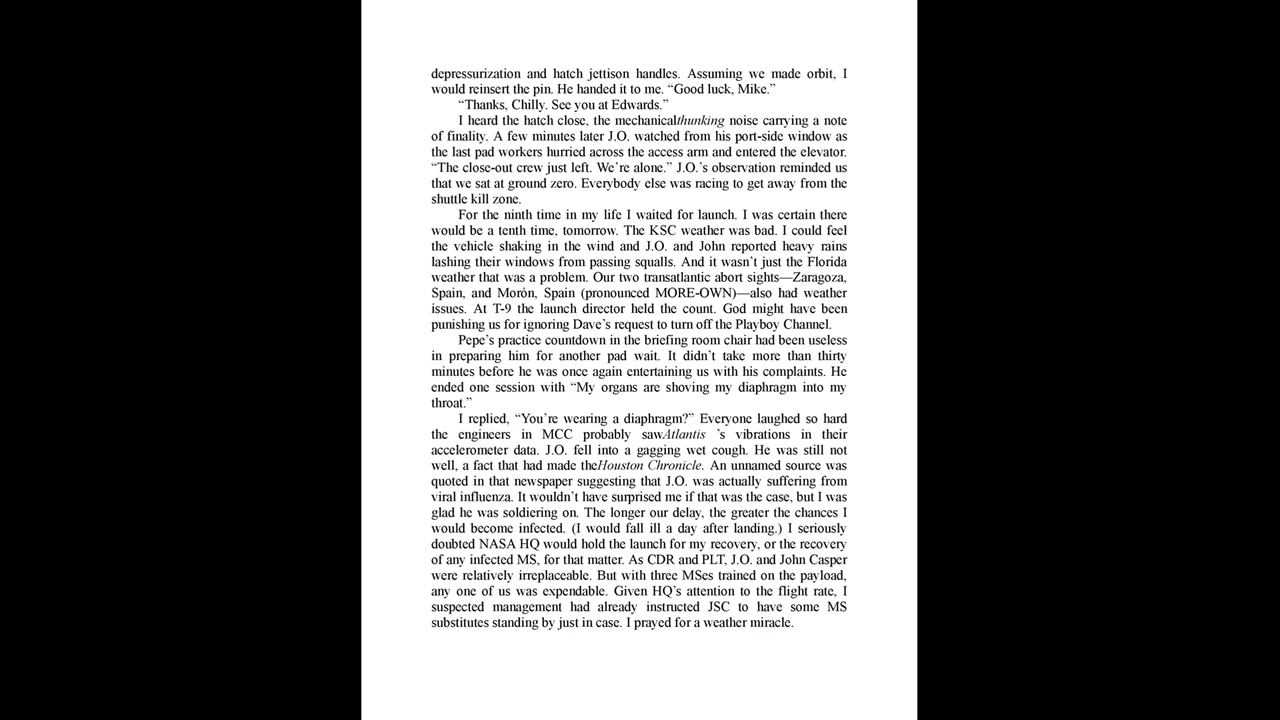 depressurization and hatch jettison handles. Assuming we made orbit, I
would reinsert the pin. He handed it to me. “Good luck, Mike.”
“Thanks, Chilly. See you at Edwards.”
I heard the hatch close, the mechanicalthunking noise carrying a note
of finality. A few minutes later J.O. watched from his port-side window as
the last pad workers hurried across the access arm and entered the elevator.
“The close-out crew just left. We’re alone.” J.O.’s observation reminded us
that we sat at ground zero. Everybody else was racing to get away from the
shuttle kill zone.
For the ninth time in my life I waited for launch. I was certain there
would be a tenth time, tomorrow. The KSC weather was bad. I could feel
the vehicle shaking in the wind and J.O. and John reported heavy rains
lashing their windows from passing squalls. And it wasn’t just the Florida
weather that was a problem. Our two transatlantic abort sights—Zaragoza,
Spain, and Morón, Spain (pronounced MORE-OWN)—also had weather
issues. At T-9 the launch director held the count. God might have been
punishing us for ignoring Dave’s request to turn off the Playboy Channel.
Pepe’s practice countdown in the briefing room chair had been useless
in preparing him for another pad wait. It didn’t take more than thirty
minutes before he was once again entertaining us with his complaints. He
ended one session with “My organs are shoving my diaphragm into my
throat.”
I replied, “You’re wearing a diaphragm?” Everyone laughed so hard
the engineers in MCC probably sawAtlantis ’s vibrations in their
accelerometer data. J.O. fell into a gagging wet cough. He was still not
well, a fact that had made theHouston Chronicle. An unnamed source was
quoted in that newspaper suggesting that J.O. was actually suffering from
viral influenza. It wouldn’t have surprised me if that was the case, but I was
glad he was soldiering on. The longer our delay, the greater the chances I
would become infected. (I would fall ill a day after landing.) I seriously
doubted NASA HQ would hold the launch for my recovery, or the recovery
of any infected MS, for that matter. As CDR and PLT, J.O. and John Casper
were relatively irreplaceable. But with three MSes trained on the payload,
any one of us was expendable. Given HQ’s attention to the flight rate, I
suspected management had already instructed JSC to have some MS
substitutes standing by just in case. I prayed for a weather miracle.